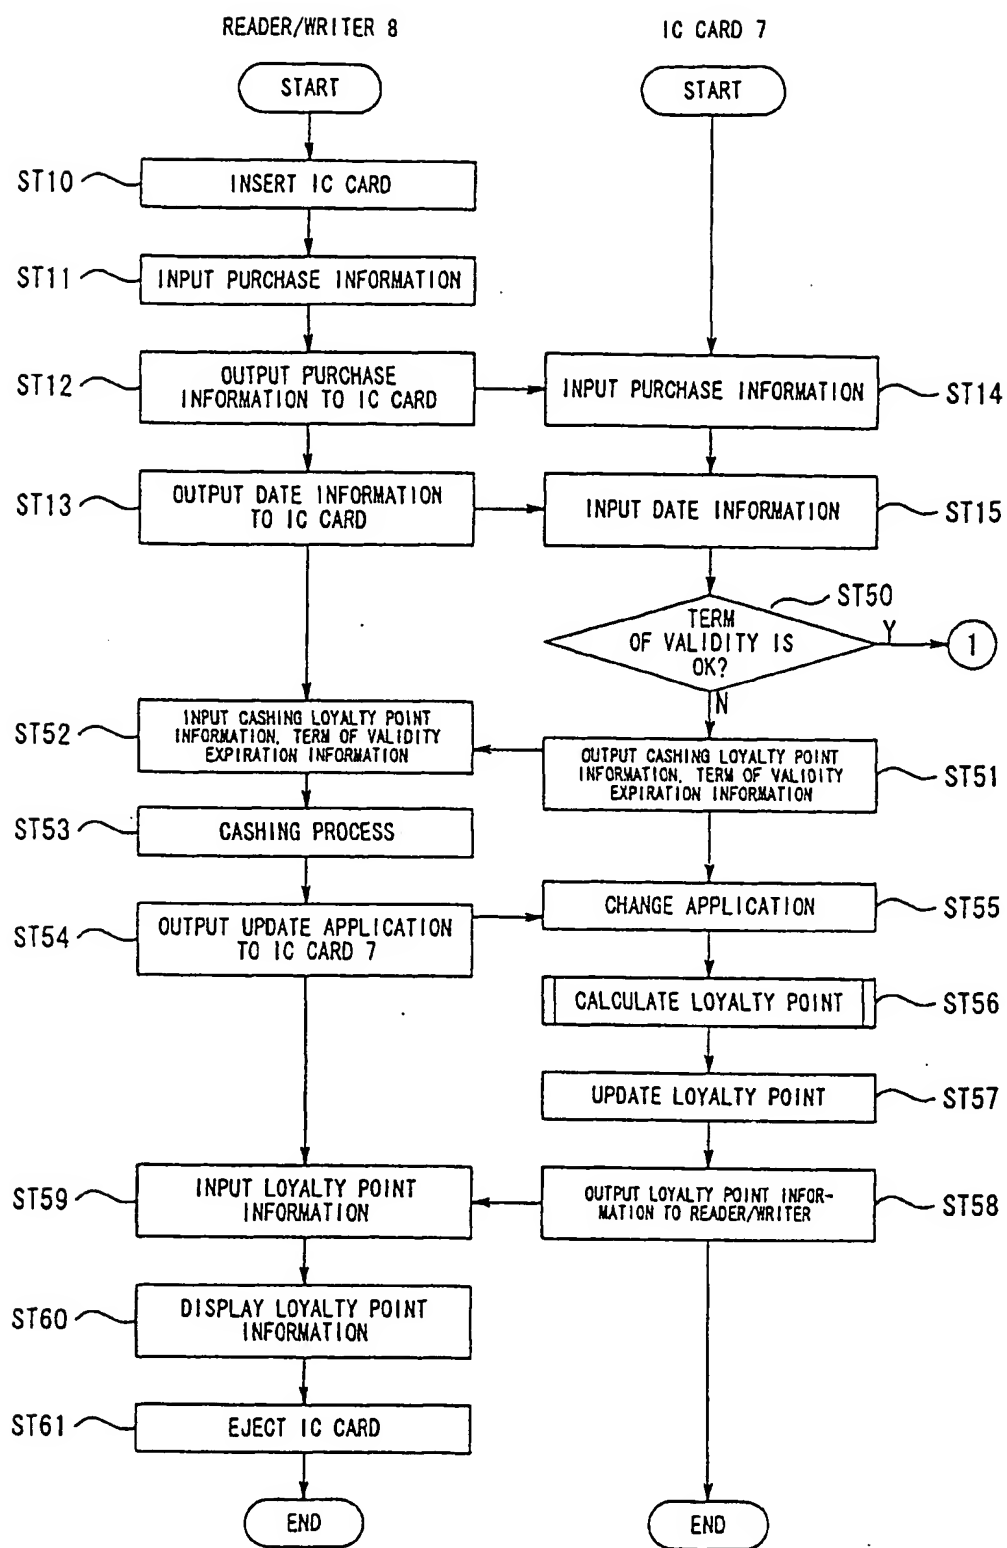 READER/WRITER 8
IC CARD 7
START
START
ST10
INSERT IC CARD
ST11
INPUT PURCHASE INFORMATION
ST12
OUTPUT PURCHASE
INFORMATION TO IC CARD
INPUT PURCHASE INFORMATION
ST14
ST13
OUTPUT DATE INFORMATION
TO IC CARD
INPUT DATE INFORMATION
ST15
ST50
TERM
OF VALIDITY IS
OK?
Y
1
N
ST52
INPUT CASHING LOYALTY POINT
INFORMATION, TERM OF VALIDITY
EXPIRATION INFORMATION
OUTPUT CASHING LOYALTY POINT
INFORMATION, TERM OF VALIDITY
EXPIRATION INFORMATION
ST51
ST53
CASHING PROCESS
ST54
OUTPUT UPDATE APPLICATION
TO IC CARD 7
CHANGE APPLICATION
ST55
CALCULATE LOYALTY POINT
ST56
UPDATE LOYALTY POINT
ST57
ST59
INPUT LOYALTY POINT
INFORMATION
OUTPUT LOYALTY POINT INFOR-
MATION TO READER/WRITER
ST58
ST60
DISPLAY LOYALTY POINT
INFORMATION
ST61
EJECT IC CARD
END
END